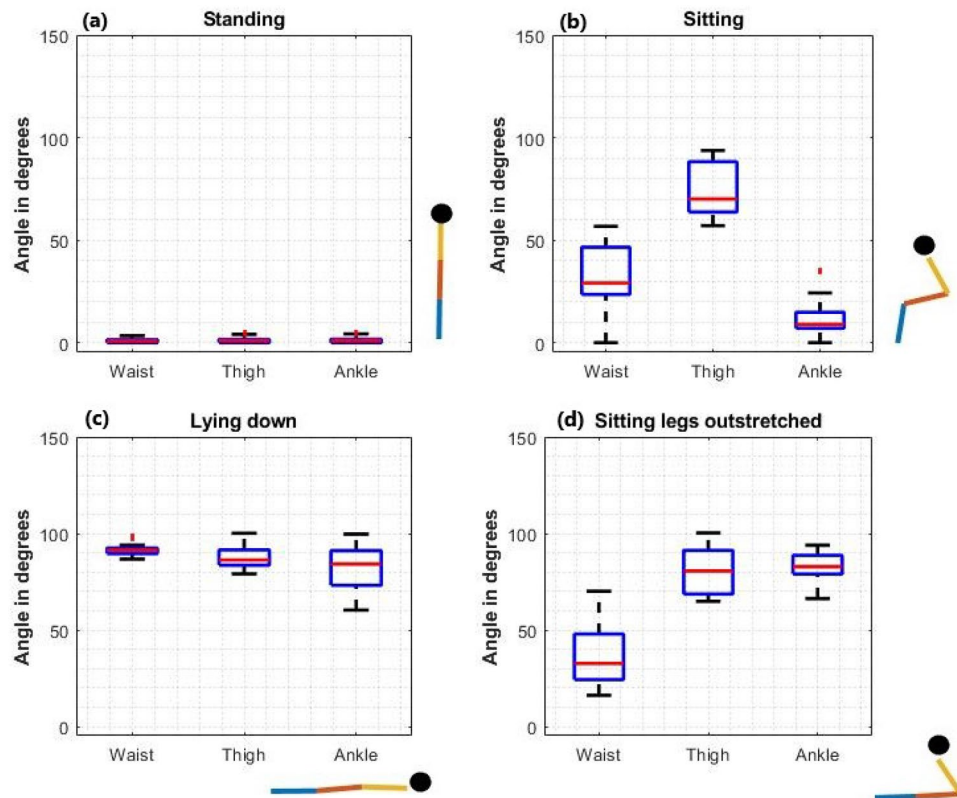 (a) Standing
150
100
50
0
Angle in degrees
Waist Thigh Ankle
(b) Sitting
150
100
50
0
Angle in degrees
Waist Thigh Ankle
(c) Lying down
150
100
50
0
Angle in degrees
Waist Thigh Ankle
(d) Sitting legs outstretched
150
100
50
0
Angle in degrees
Waist Thigh Ankle